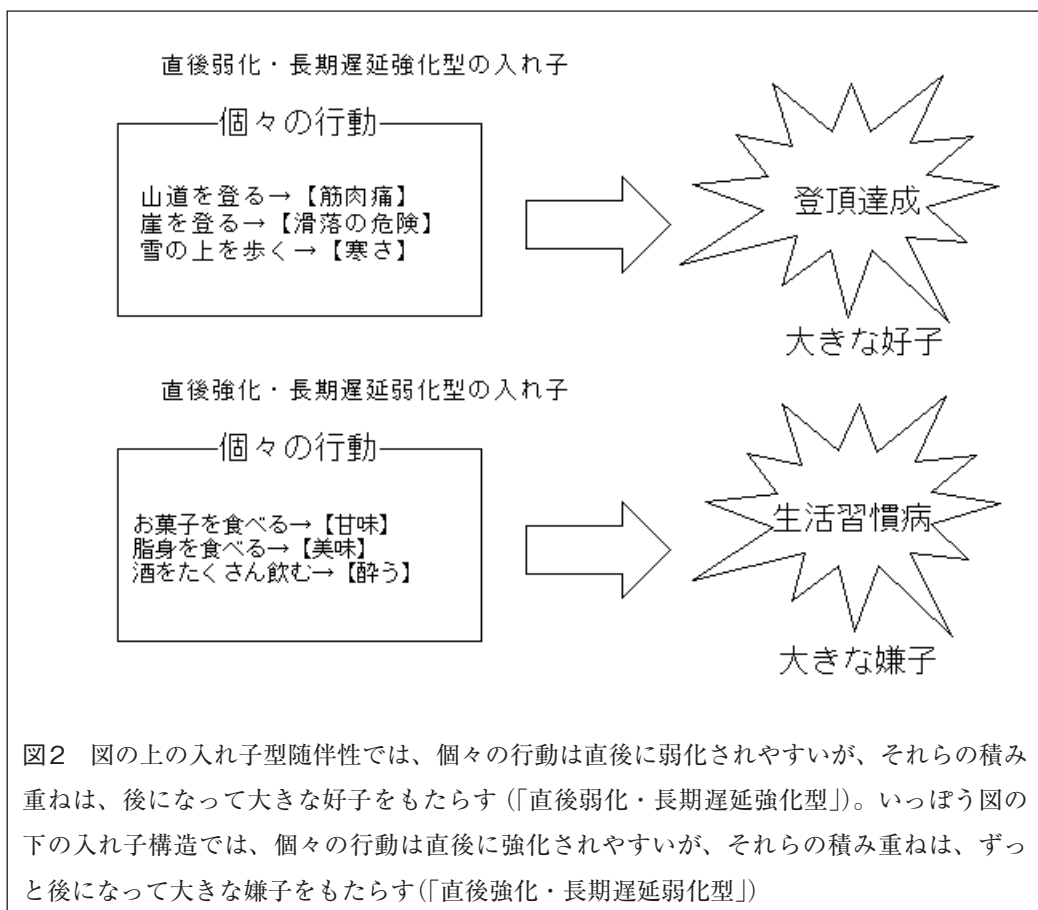 直後弱化・長期遅延強化型の入れ子
個々の行動
山道を登る→【筋肉痛】
崖を登る→【滑落の危険】
雪の上を歩く→【寒さ】
登頂達成
大きな好子
直後強化・長期遅延弱化型の入れ子
個々の行動
お菓子を食べる→【甘味】
脂身を食べる→【美味】
酒をたくさん飲む→【酔う】
生活習慣病
大きな嫌子
図2 図の上の入れ子型随伴性では、個々の行動は直後に弱化されやすいが、それらの積み
重ねは、後になって大きな好子をもたらす(「直後弱化・長期遅延強化型」)。いっぽう図の
下の入れ子構造では、個々の行動は直後に強化されやすいが、それらの積み重ねは、ずっ
と後になって大きな嫌子をもたらす(「直後強化・長期遅延弱化型」)